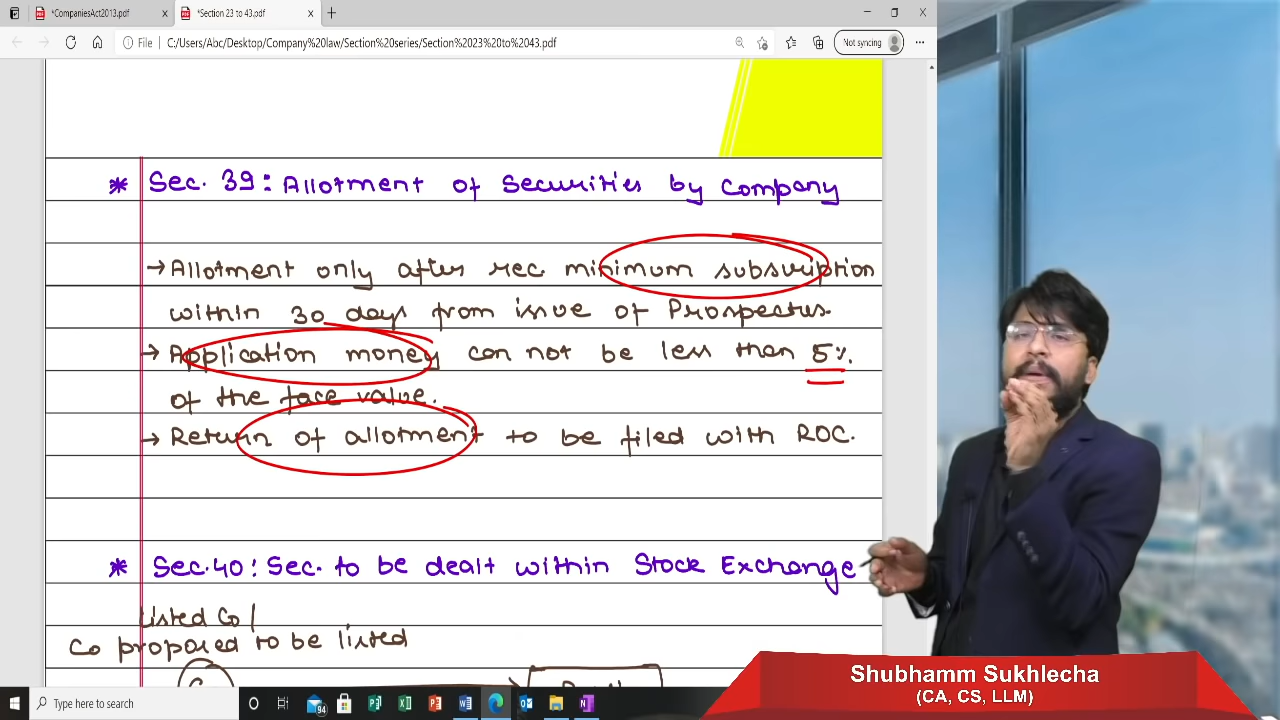 *CompaniesAct2013.pdf
*Section 23 to 43.pdf
File
C:/Users/Abc/Desktop/Company%20law/Section%20series/Section%2023%20to%2043.pdf
Not syncing
* Sec. 39: Allotment of Securities by Company
→ Allotment only after rec. minimum subscription
within 30 days from issue of Prospectus.
→ Application money can not be less than 5%
of the face value.
→ Return of allotment to be filed with ROC.
* Sec.40: Sec. to be dealt within Stock Exchange
Listed Co/
Co proposed to be listed
Shubhamm Sukhlecha
(CA, CS, LLM)
Type here to search
94